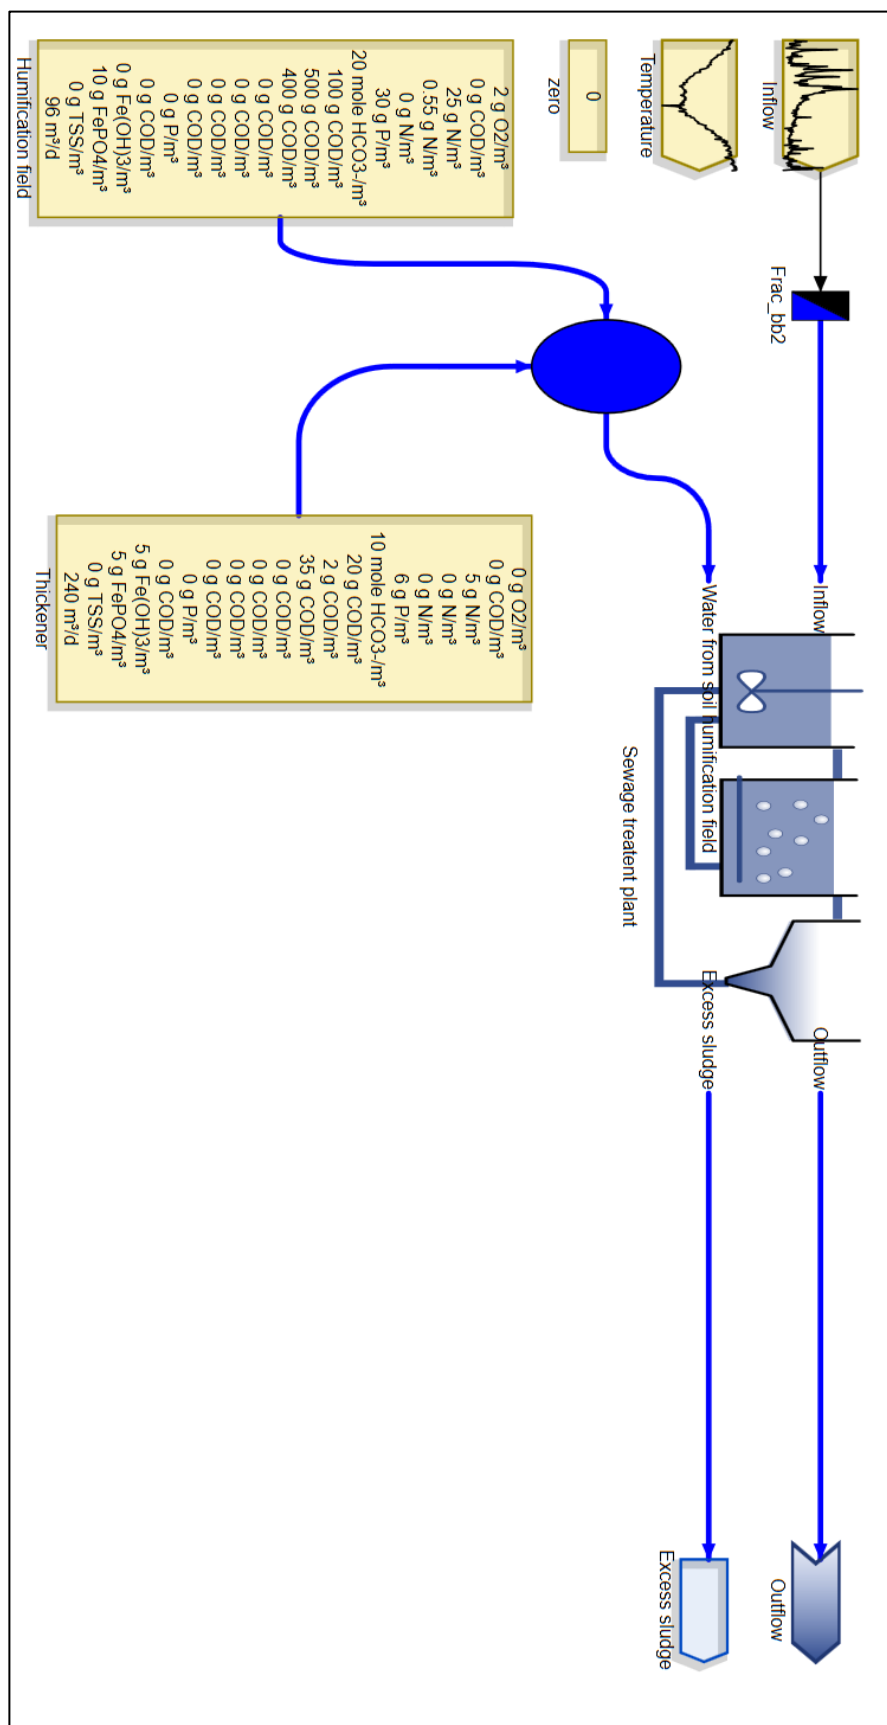 Inflow
Frac_bb2
Inflow
Outflow
Outflow
Temperature
Water from soil humification field
Excess sludge
Excess sludge
Sewage treatent plant
0
zero
2 g O2/m³
0 g COD/m³
25 g N/m³
0.55 g N/m³
0 g N/m³
30 g P/m³
20 mole HCO3-/m³
100 g COD/m³
500 g COD/m³
400 g COD/m³
0 g COD/m³
0 g COD/m³
0 g COD/m³
0 g COD/m³
0 g P/m³
0 g COD/m³
0 g Fe(OH)3/m³
10 g FePO4/m³
0 g TSS/m³
96 m³/d
Humification field
0 g O2/m³
0 g COD/m³
5 g N/m³
0 g N/m³
0 g N/m³
6 g P/m³
10 mole HCO3-/m³
20 g COD/m³
2 g COD/m³
35 g COD/m³
0 g COD/m³
0 g COD/m³
0 g COD/m³
0 g COD/m³
0 g P/m³
0 g COD/m³
5 g Fe(OH)3/m³
5 g FePO4/m³
0 g TSS/m³
240 m³/d
Thickener